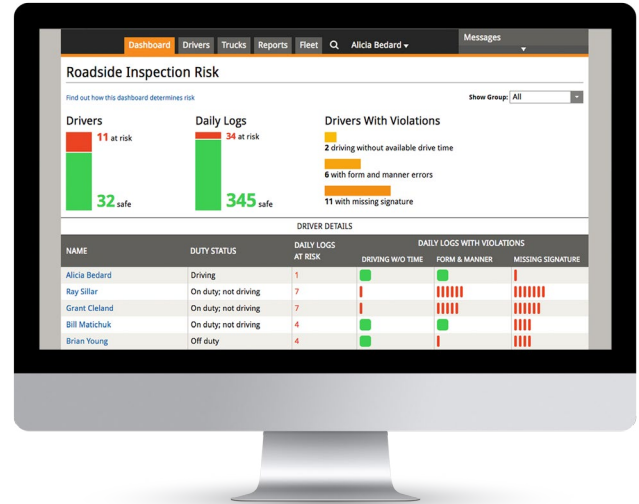 Dashboard Drivers Trucks Reports Fleet Alicia Bedard Messages
Roadside Inspection Risk
Find out how this dashboard determines risk
Show Group: All
Drivers
11 at risk
32 safe
Daily Logs
34 at risk
345 safe
Drivers With Violations
2 driving without available drive time
6 with form and manner errors
11 with missing signature
DRIVER DETAILS
NAME DUTY STATUS DAILY LOGS AT RISK DAILY LOGS WITH VIOLATIONS
DRIVING W/O TIME FORM & MANNER MISSING SIGNATURE
Alicia Bedard Driving 1
Ray Sillar On duty; not driving 7
Grant Cleland On duty; not driving 7
Bill Matichuk On duty; not driving 4
Brian Young Off duty 4